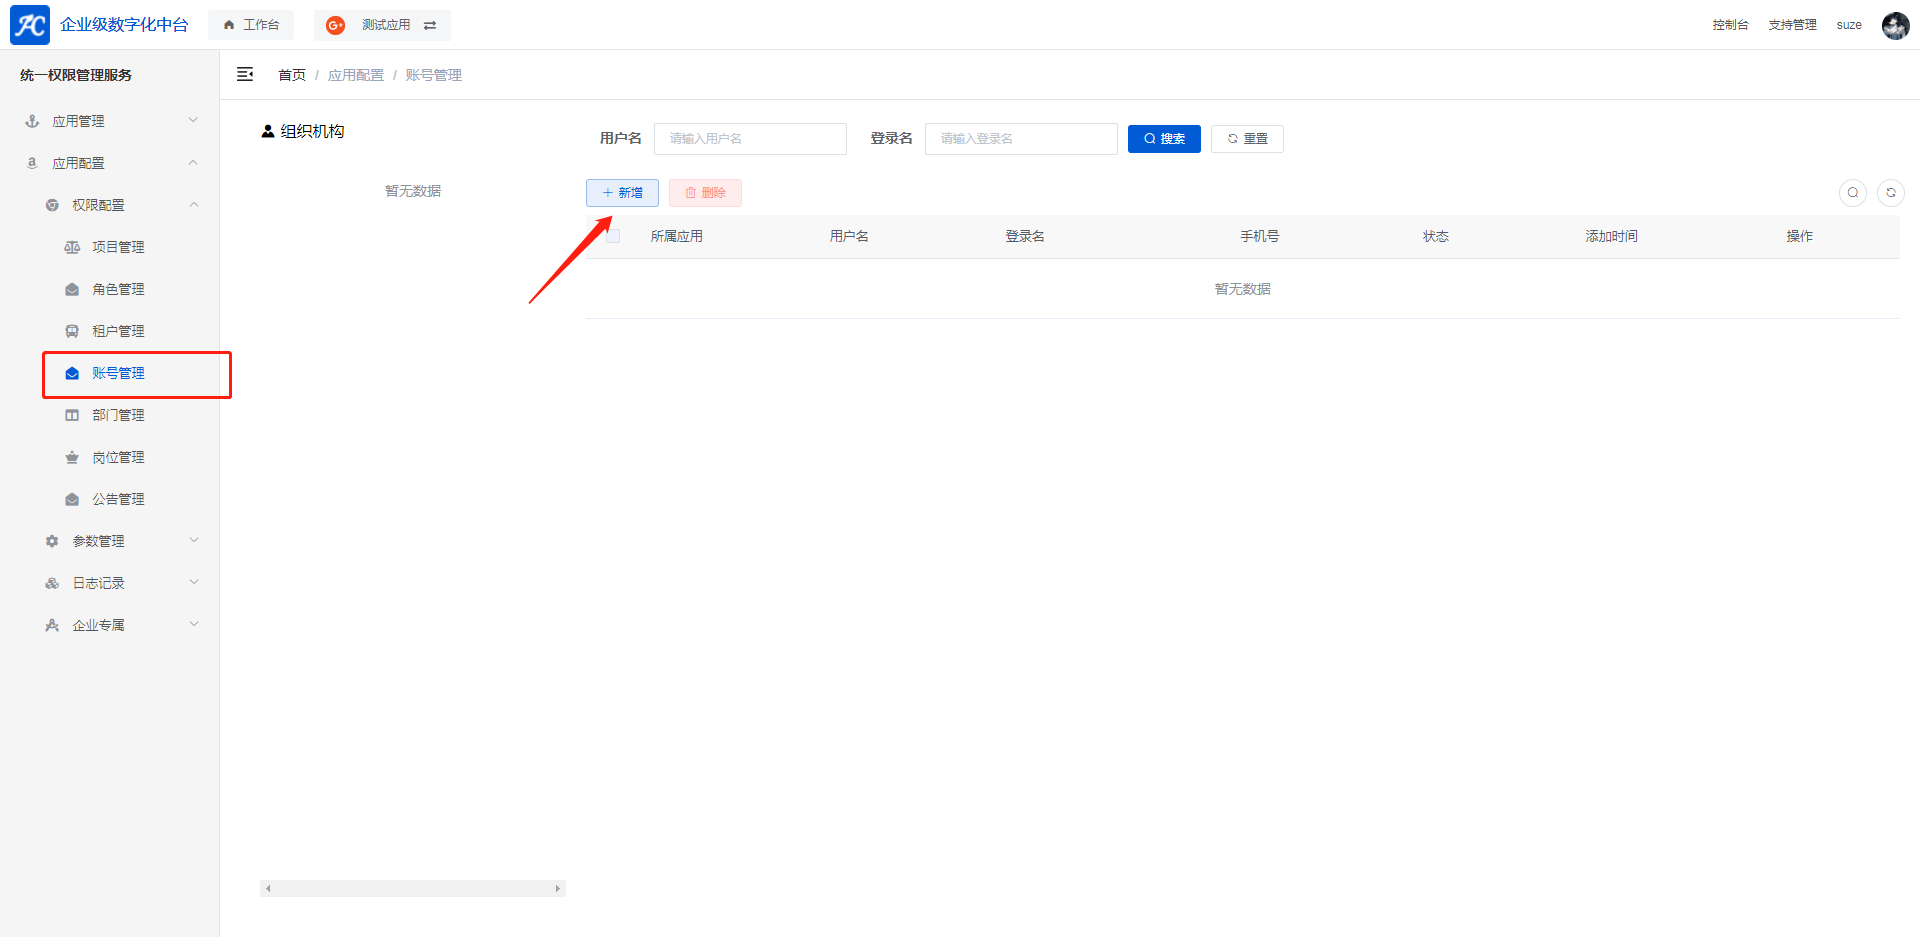 企业级数字化中台
工作台
测试应用
控制台
支持管理
suze
统一权限管理服务
首页 / 应用配置 / 账号管理
应用管理
应用配置
权限配置
项目管理
角色管理
租户管理
账号管理
部门管理
岗位管理
公告管理
参数管理
日志记录
企业专属
组织机构
暂无数据
用户名 请输入用户名 登录名 请输入登录名 搜索 重置
新增 删除
所属应用 用户名 登录名 手机号 状态 添加时间 操作
暂无数据